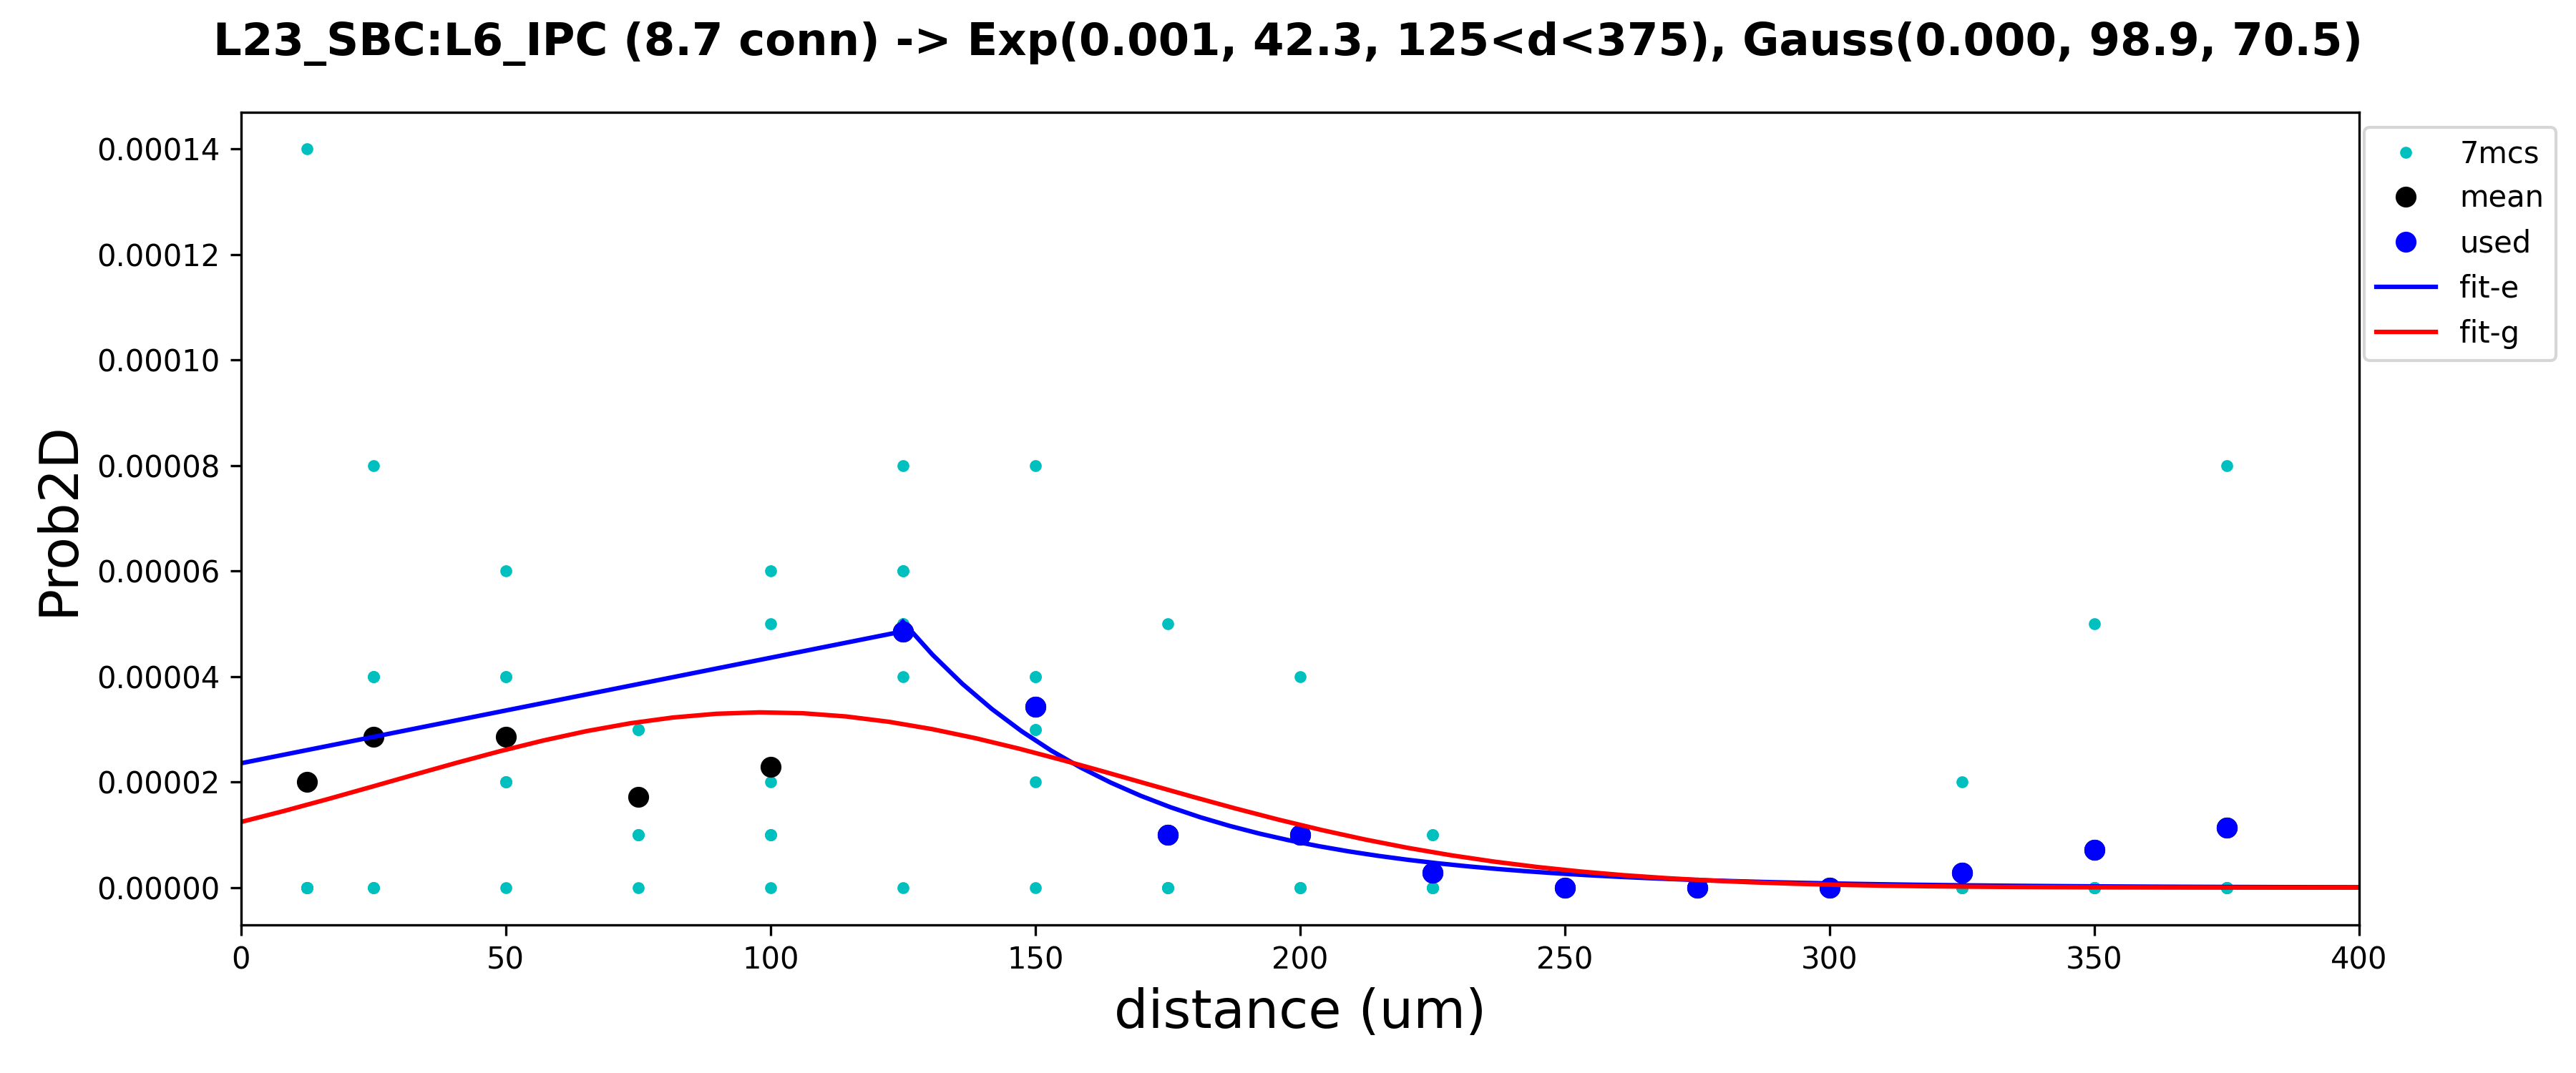 L23_SBC:L6_IPC (8.7 conn) -> Exp(0.001, 42.3, 125<d<375), Gauss(0.000, 98.9, 70.5)
0.00014
0.00012
0.00010
0.00008
0.00006
0.00004
0.00002
0.00000
Prob2D
0 50 100 150 200 250 300 350 400
distance (um)
7mcs
mean
used
fit-e
fit-g